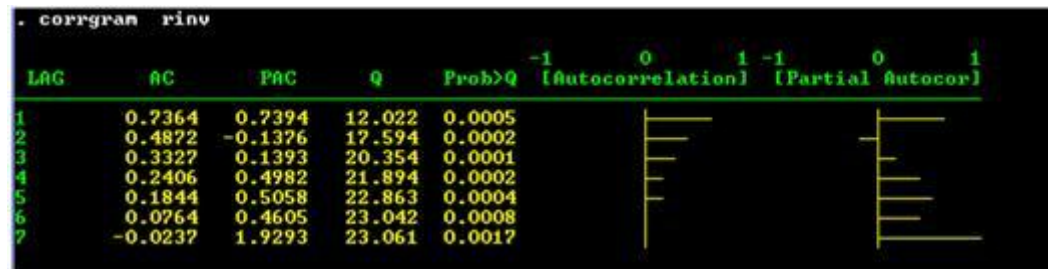 . corrgram rinv
-1 0 1 -1 0 1
LAG AC PAC Q Prob>Q [Autocorrelation] [Partial Autocor]
1 0.7364 0.7394 12.022 0.0005
2 0.4872 -0.1376 17.594 0.0002
3 0.3327 0.1393 20.354 0.0001
4 0.2406 0.4982 21.894 0.0002
5 0.1844 0.5058 22.863 0.0004
6 0.0764 0.4605 23.042 0.0008
7 -0.0237 1.9293 23.061 0.0017